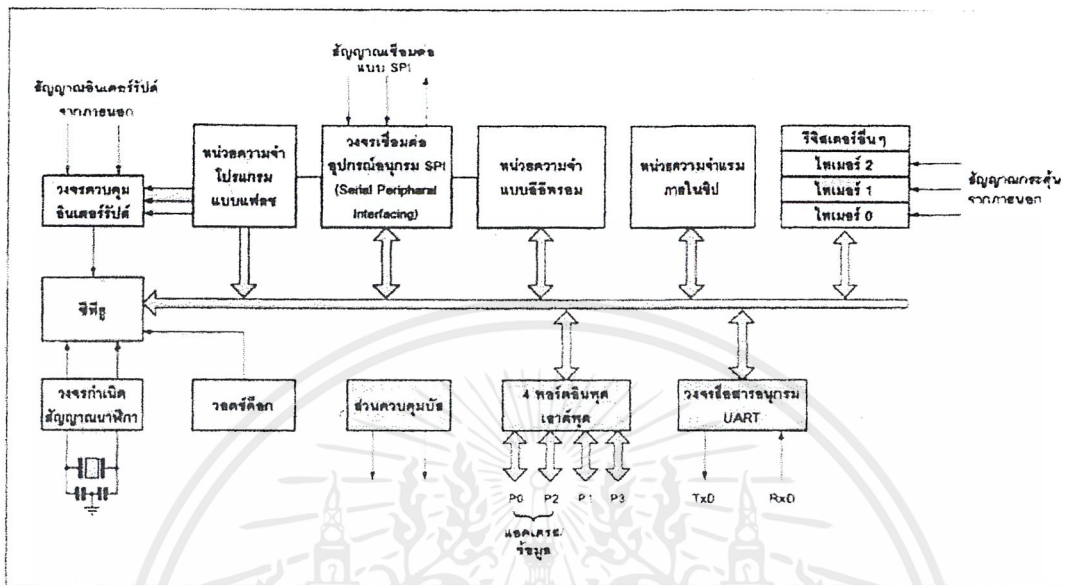 สัญญาณเชื่อมต่อ
แบบ SPI
สัญญาณอินเตอร์รัปต์
จากภายนอก
วงจรควบคุม
อินเตอร์รัปต์
หน่วยความจำ
โปรแกรม
แบบแฟลช
วงจรเชื่อมต่อ
อุปกรณ์อนุกรม SPI
(Serial Peripheral
Interfacing)
หน่วยความจำ
แบบอีอีพรอม
หน่วยความจำแรม
ภายในชิป
รีจิสเตอร์อื่นๆ
ไทเมอร์ 2
ไทเมอร์ 1
ไทเมอร์ 0
สัญญาณกระตุ้น
จากภายนอก
ซีพียู
วงจรกำเนิด
สัญญาณนาฬิกา
วอตช์ด็อก
ส่วนควบคุมบัส
4 พอร์ตอินพุต
เอาต์พุต
วงจรสื่อสารอนุกรม
UART
P0 P2 P1 P3
TxD RxD
แอดเดรส/
ข้อมูล